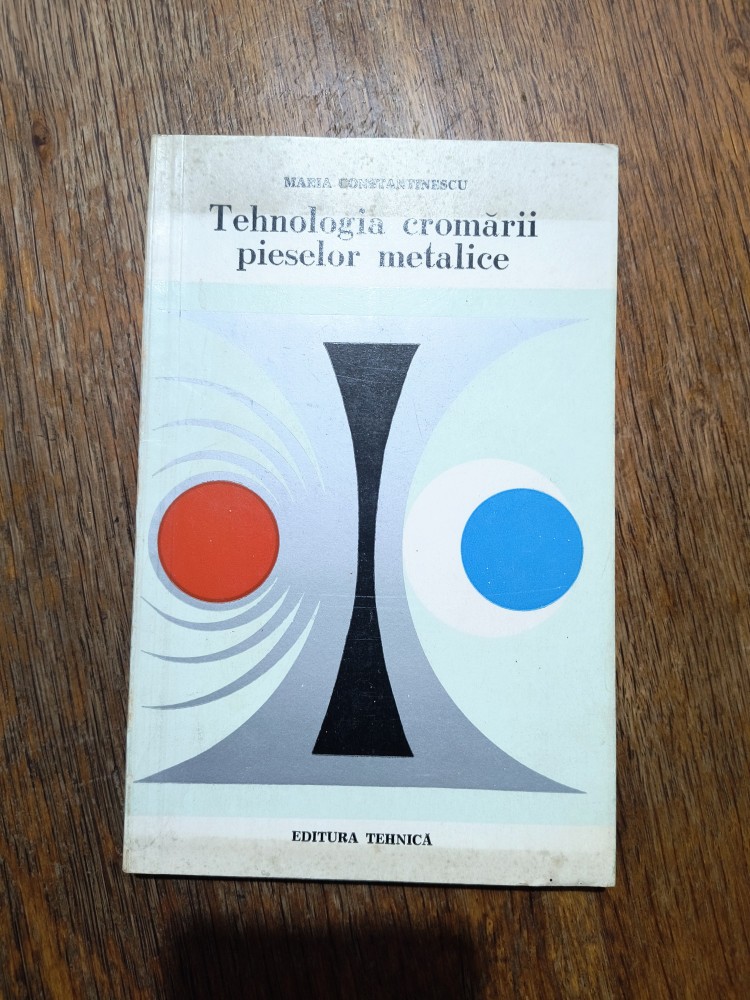 MARIA CONSTANTINESCU
Tehnologia cromării
pieselor metalice
EDITURA TEHNICĂ